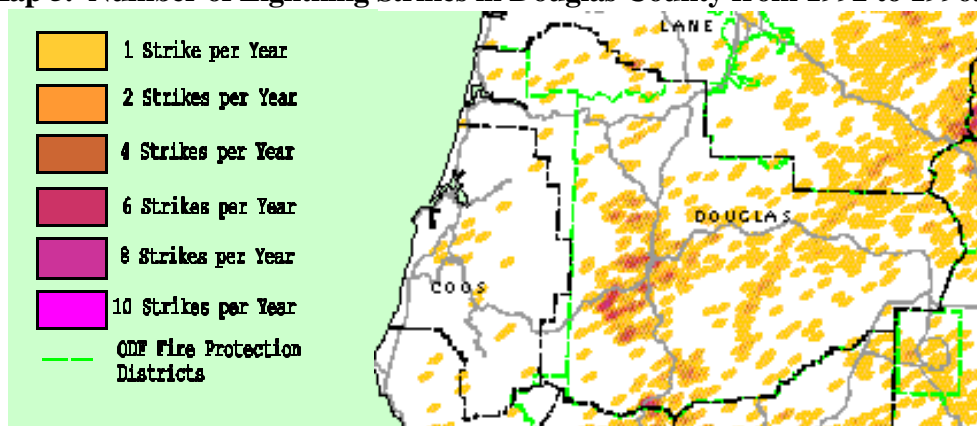 Number of Lightning Strikes in Douglas County from to
1 Strike per Year
2 Strikes per Year
4 Strikes per Year
6 Strikes per Year
8 Strikes per Year
10 Strikes per Year
ODF Fire Protection
Districts
LANE
DOUGLAS
COOS